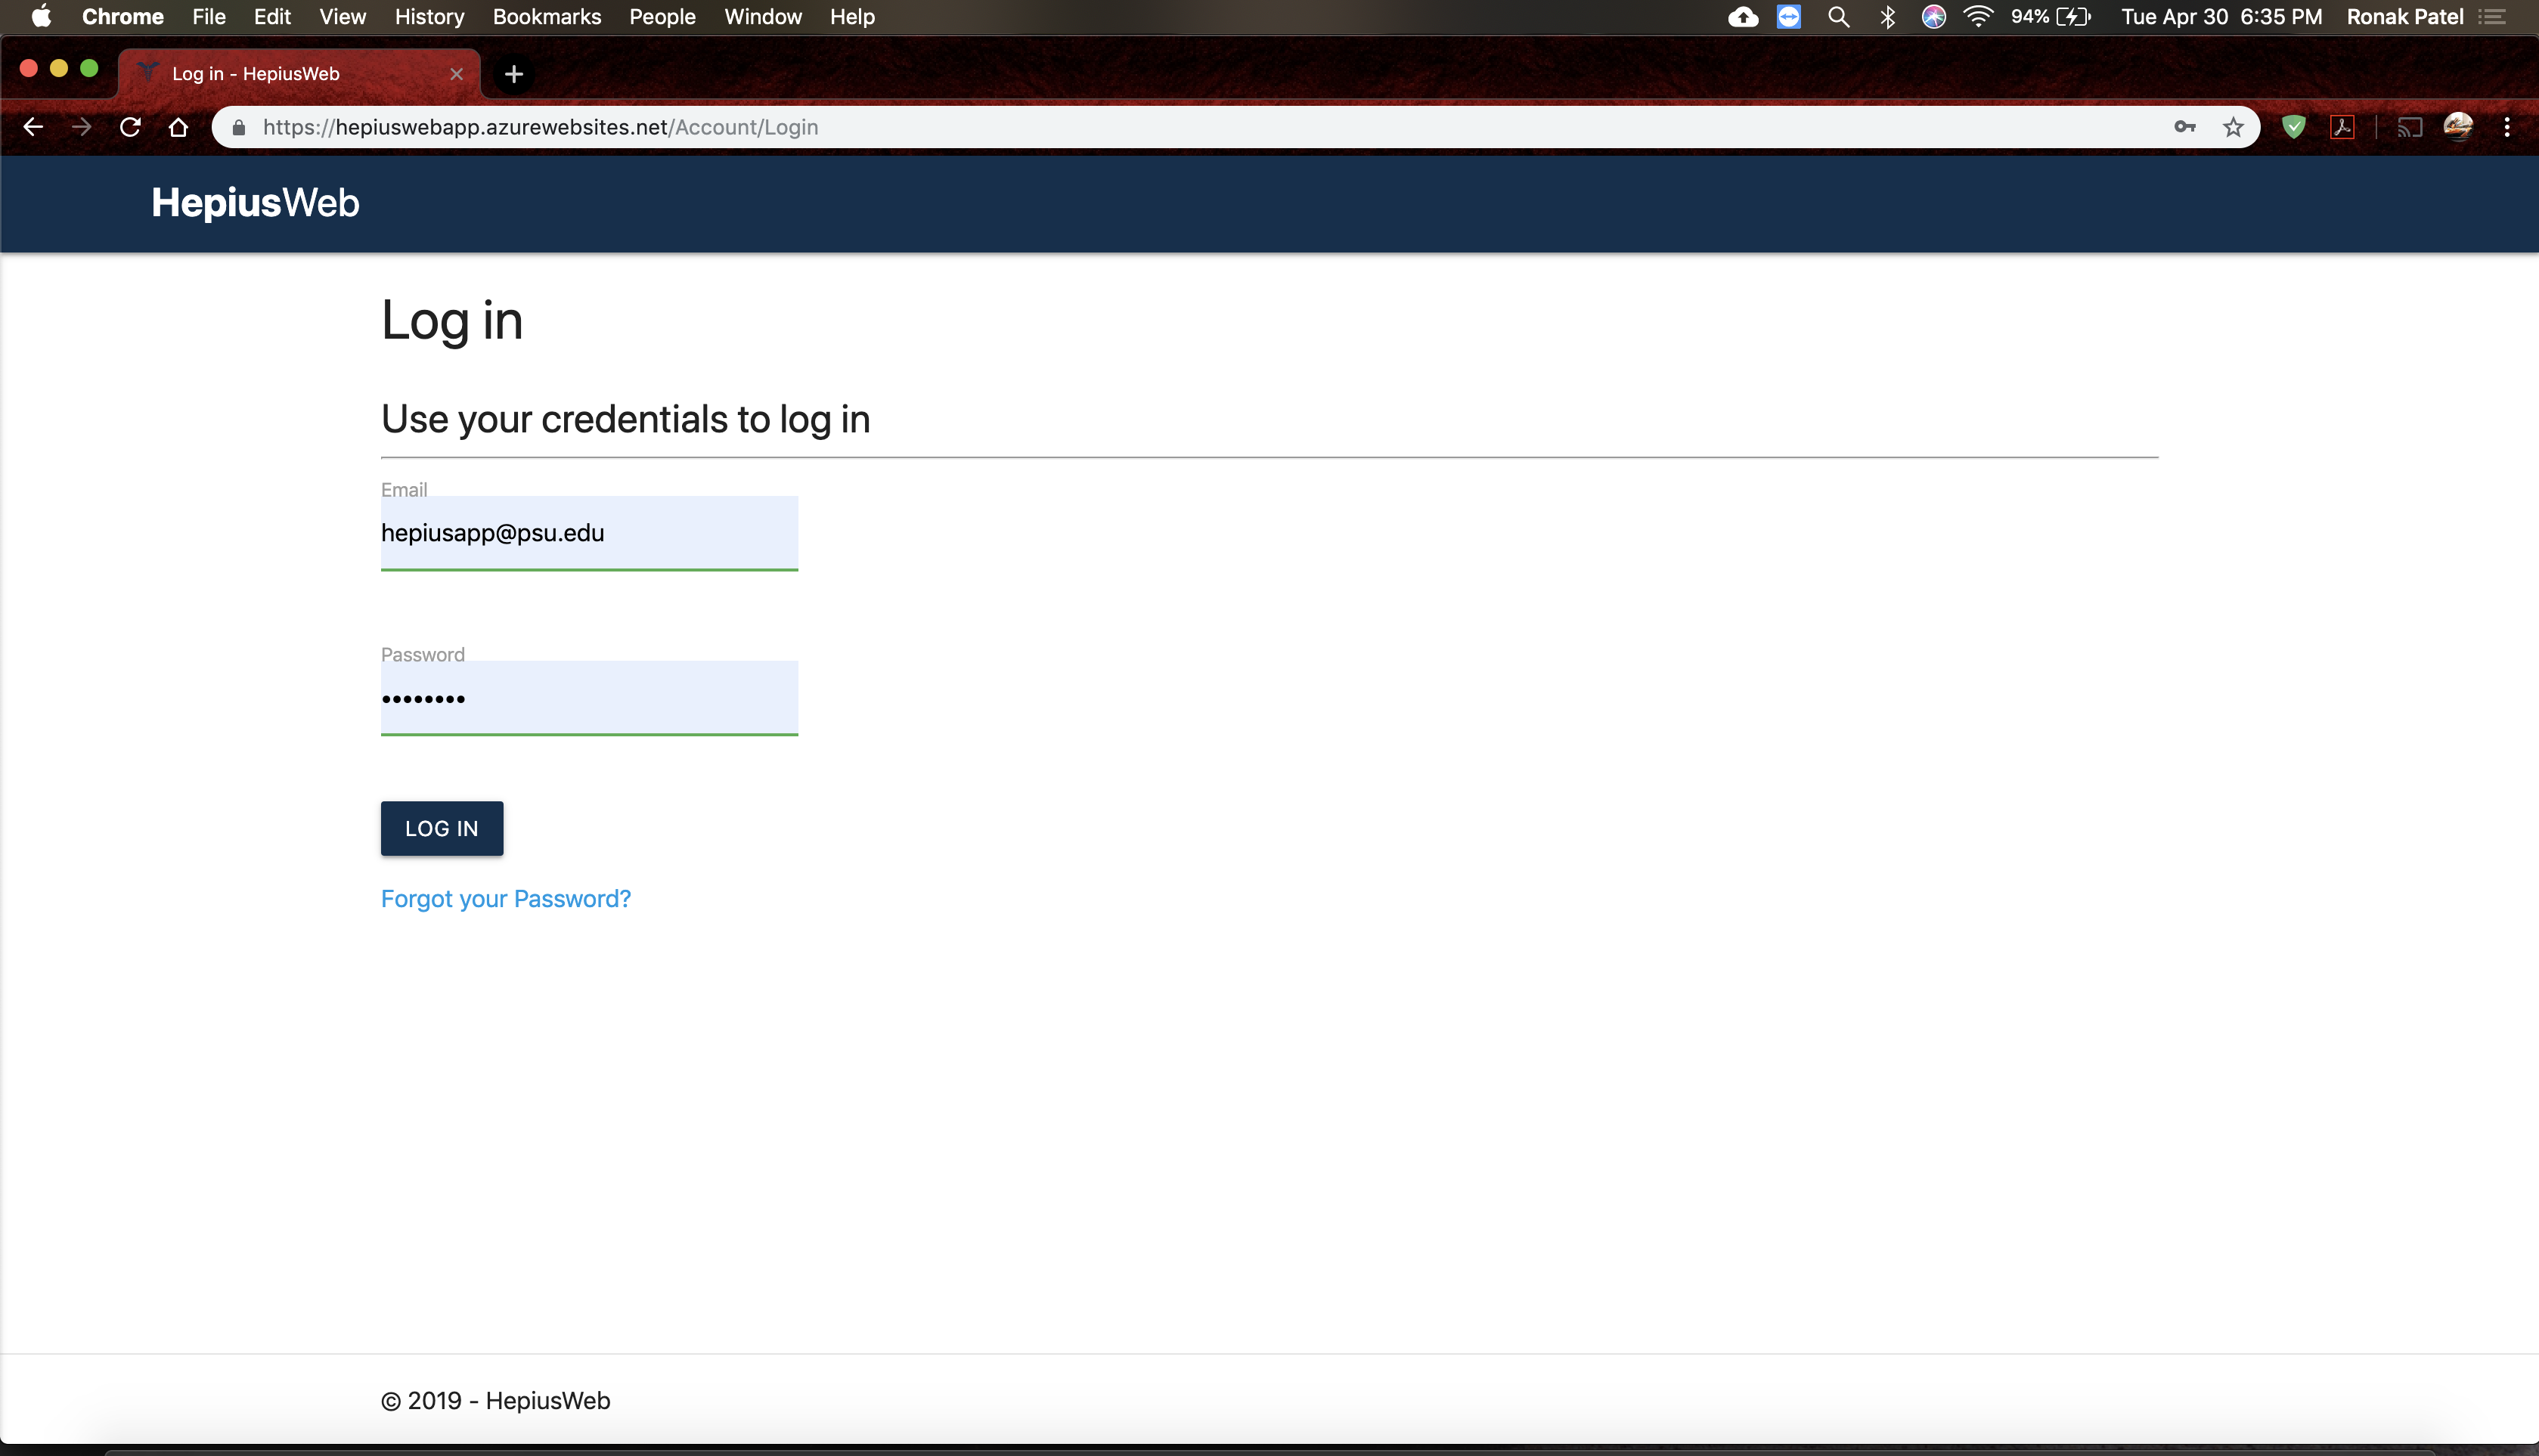 Chrome File Edit View History Bookmarks People Window Help 94% Tue Apr 30 6:35 PM Ronak Patel
Log in - HepiusWeb
https://hepiuswebapp.azurewebsites.net/Account/Login
HepiusWeb
Log in
Use your credentials to log in
Email
hepiusapp@psu.edu
Password
••••••••
LOG IN
Forgot your Password?
© 2019 - HepiusWeb